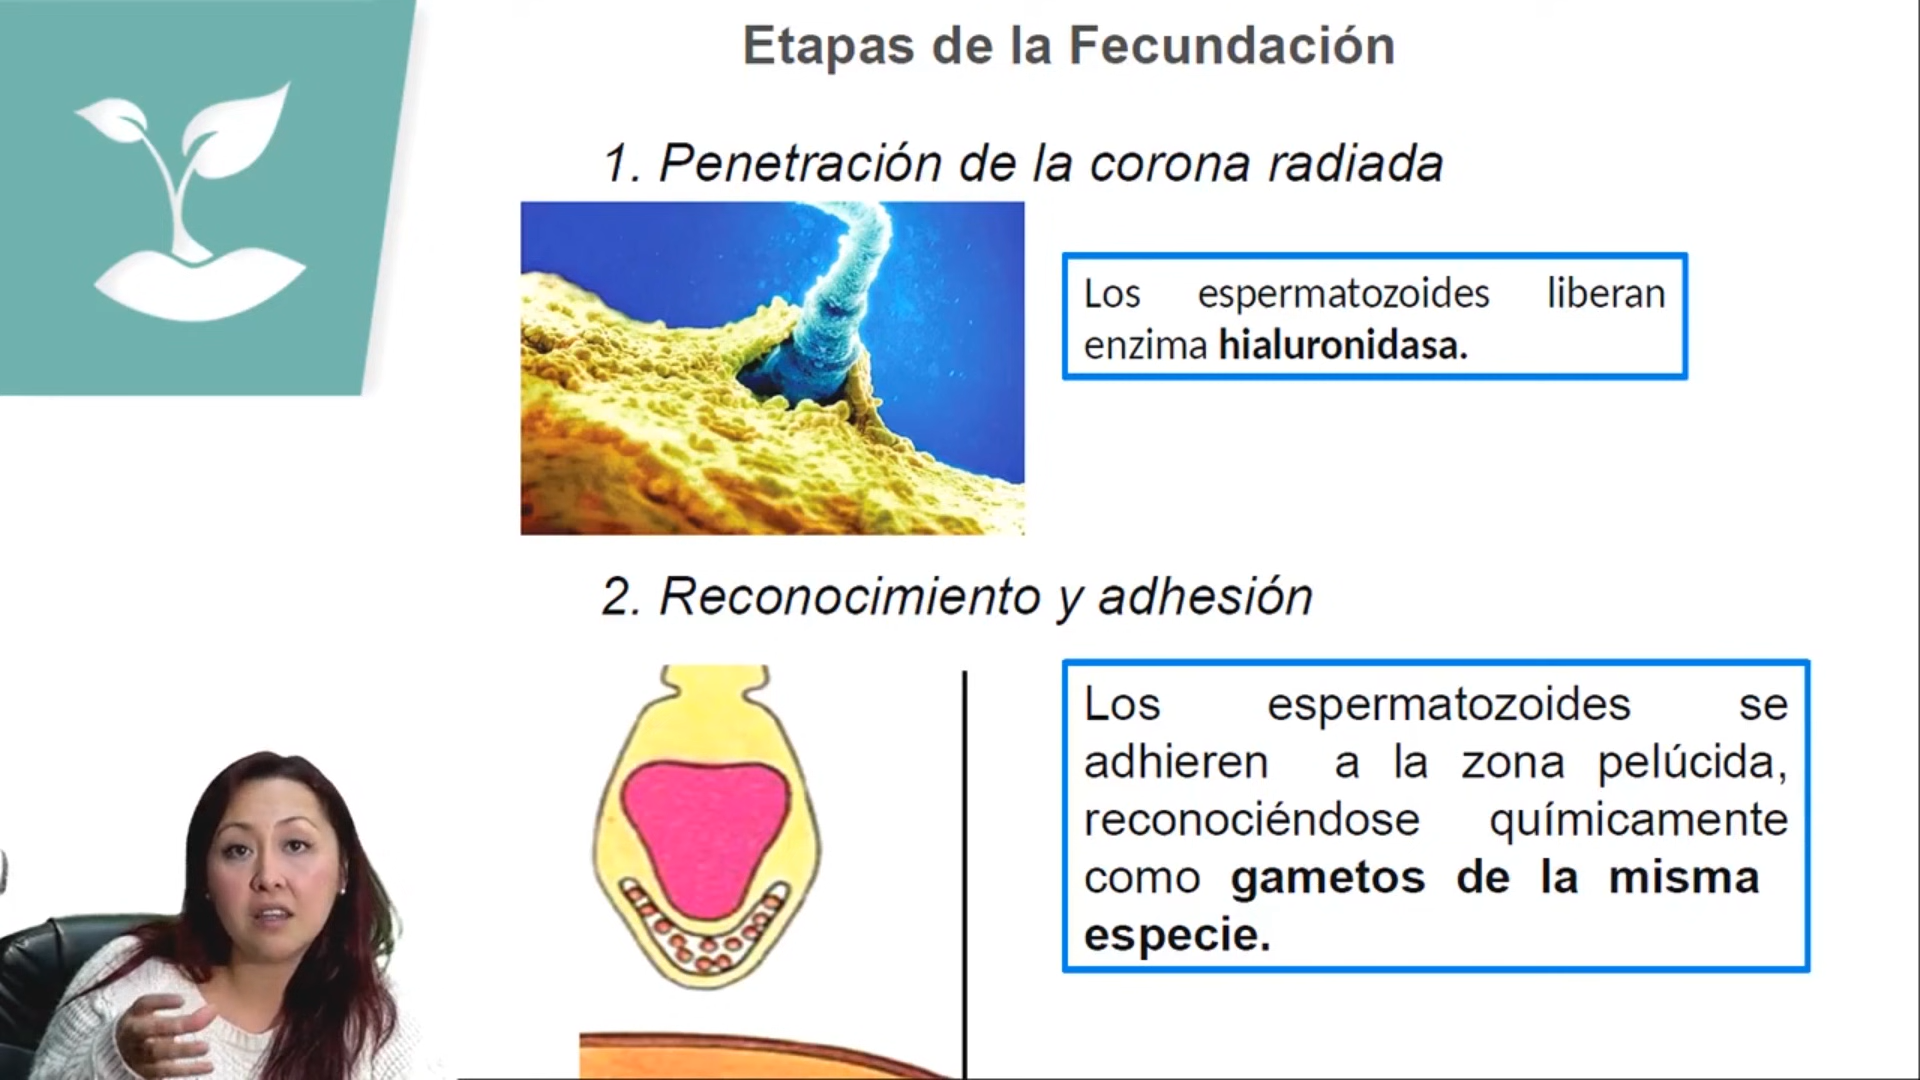 Etapas de la Fecundación
1. Penetración de la corona radiada
Los espermatozoides liberan
enzima hialuronidasa.
2. Reconocimiento y adhesión
Los espermatozoides se
adhieren a la zona pelúcida,
reconociéndose químicamente
como gametos de la misma
especie.